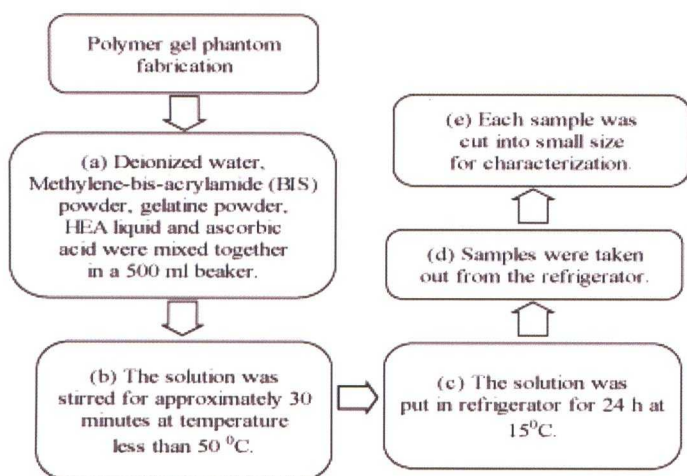 Polymer gel phantom
fabrication
(a) Deionized water,
Methylene-bis-acrylamide (BIS)
powder, gelatine powder,
HEA liquid and ascorbic
acid were mixed together
in a 500 ml beaker.
(b) The solution was
stirred for approximately 30
minutes at temperature
less than 50 ⁰C.
(c) The solution was
put in refrigerator for 24 h at
15⁰C.
(d) Samples were taken
out from the refrigerator.
(e) Each sample was
cut into small size
for characterization.